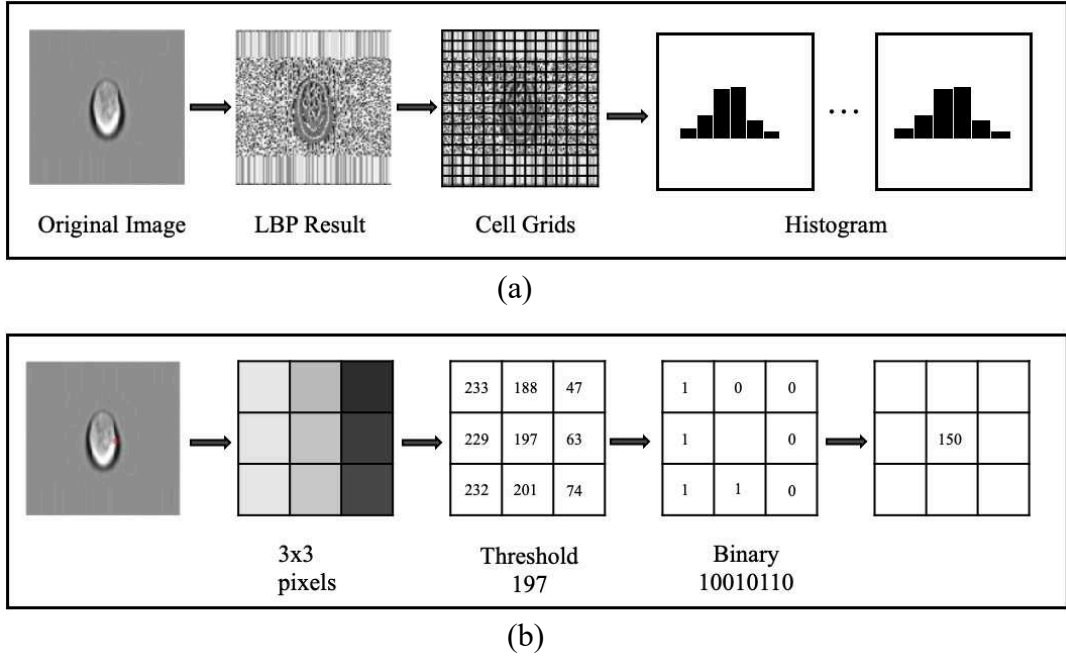 ...
Original Image LBP Result Cell Grids Histogram
(a)
233 188 47
1 0 0
229 197 63
1 0
150
232 201 74
1 1 0
3x3
pixels
Threshold
197
Binary
10010110
(b)